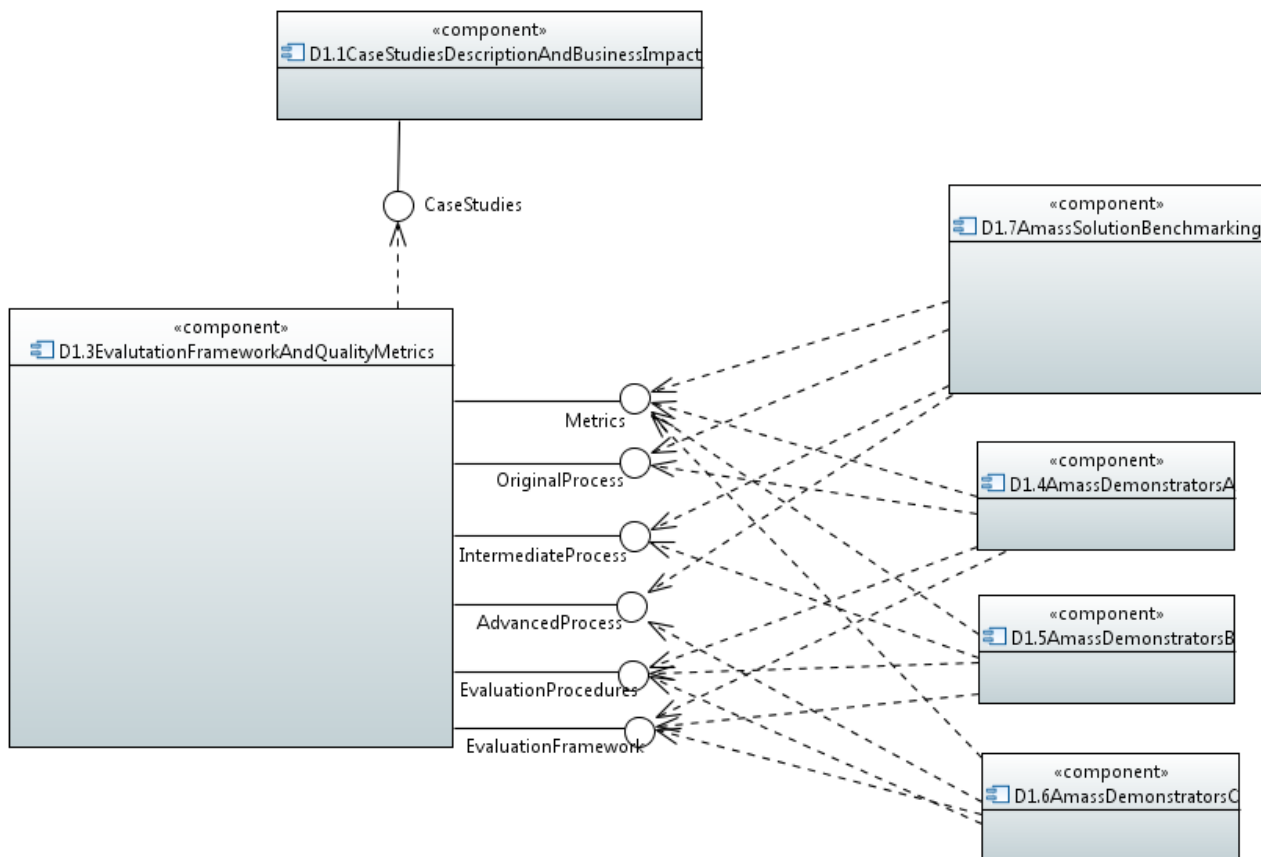 «component»
D1.1CaseStudiesDescriptionAndBusinessImpact
CaseStudies
«component»
D1.7AmassSolutionBenchmarking
«component»
D1.3EvalutationFrameworkAndQualityMetrics
Metrics
OriginalProcess
IntermediateProcess
AdvancedProcess
EvaluationProcedures
EvaluationFramework
«component»
D1.4AmassDemonstratorsA
«component»
D1.5AmassDemonstratorsB
«component»
D1.6AmassDemonstratorsC